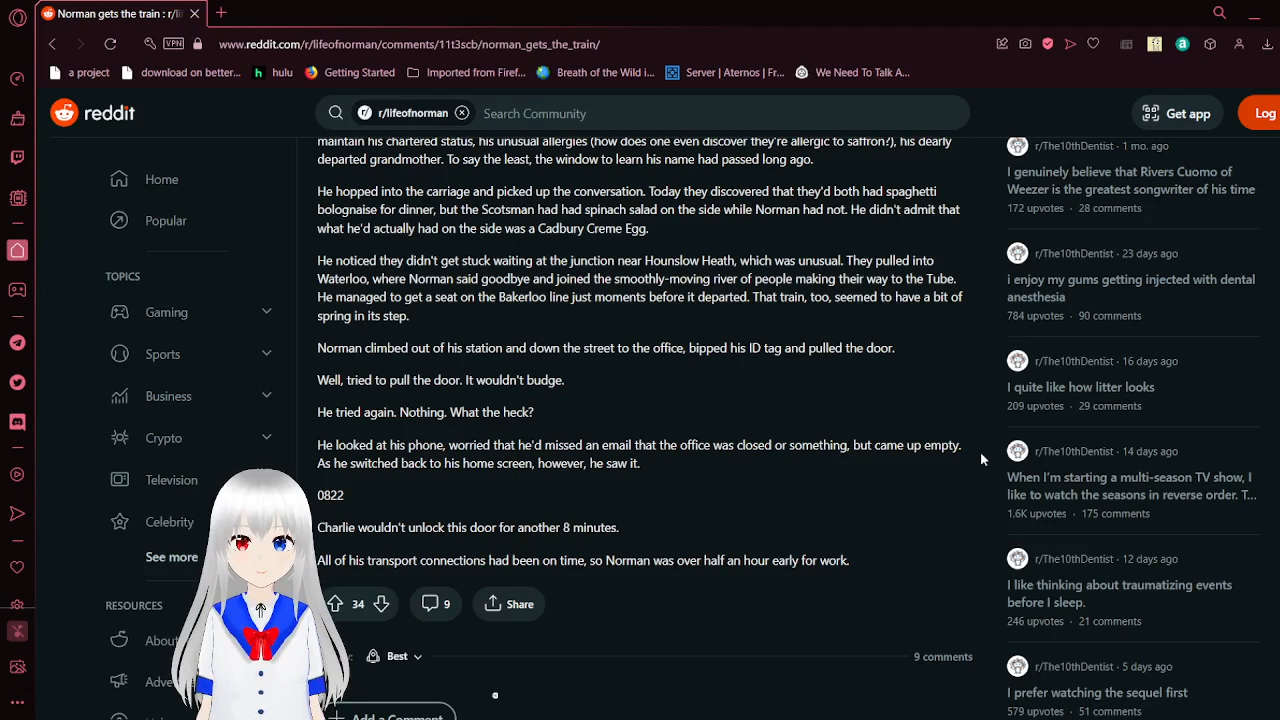 Norman gets the train : r/li
www.reddit.com/r/lifeofnorman/comments/11t3scb/norman_gets_the_train/
VPN
a project
download on better...
hulu
Getting Started
Imported from Firef...
Breath of the Wild i...
Server | Aternos | Fr...
We Need To Talk A...
reddit
r/lifeofnorman
Search Community
Get app
Log
Home
Popular
TOPICS
Gaming
Sports
Business
Crypto
Television
Celebrity
See more
RESOURCES
About
Adve
maintain his chartered status, his unusual allergies (how does one even discover they're allergic to saffron?), his dearly
departed grandmother. To say the least, the window to learn his name had passed long ago.
He hopped into the carriage and picked up the conversation. Today they discovered that they'd both had spaghetti
bolognaise for dinner, but the Scotsman had had spinach salad on the side while Norman had not. He didn't admit that
what he'd actually had on the side was a Cadbury Creme Egg.
He noticed they didn't get stuck waiting at the junction near Hounslow Heath, which was unusual. They pulled into
Waterloo, where Norman said goodbye and joined the smoothly-moving river of people making their way to the Tube.
He managed to get a seat on the Bakerloo line just moments before it departed. That train, too, seemed to have a bit of
spring in its step.
Norman climbed out of his station and down the street to the office, bipped his ID tag and pulled the door.
Well, tried to pull the door. It wouldn't budge.
He tried again. Nothing. What the heck?
He looked at his phone, worried that he'd missed an email that the office was closed or something, but came up empty.
As he switched back to his home screen, however, he saw it.
0822
Charlie wouldn't unlock this door for another 8 minutes.
All of his transport connections had been on time, so Norman was over half an hour early for work.
34
9
Share
Best
9 comments
Add a Comment
r/The10thDentist · 1 mo. ago
I genuinely believe that Rivers Cuomo of
Weezer is the greatest songwriter of his time
172 upvotes · 28 comments
r/The10thDentist · 23 days ago
i enjoy my gums getting injected with dental
anesthesia
784 upvotes · 90 comments
r/The10thDentist · 16 days ago
I quite like how litter looks
209 upvotes · 29 comments
r/The10thDentist · 14 days ago
When I'm starting a multi-season TV show, I
like to watch the seasons in reverse order. T...
1.6K upvotes · 175 comments
r/The10thDentist · 12 days ago
I like thinking about traumatizing events
before I sleep.
246 upvotes · 21 comments
r/The10thDentist · 5 days ago
I prefer watching the sequel first
579 upvotes · 51 comments